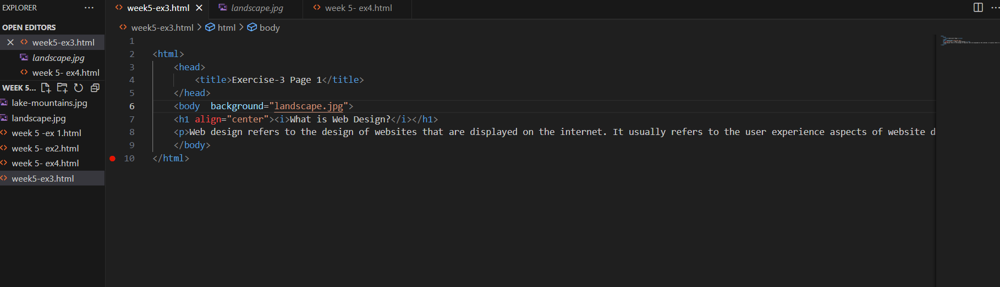 EXPLORER
OPEN EDITORS
week5-ex3.html
landscape.jpg
week 5- ex4.html
WEEK 5...
lake-mountains.jpg
landscape.jpg
week 5 -ex 1.html
week 5- ex2.html
week 5- ex4.html
week5-ex3.html
week5-ex3.html landscape.jpg week 5- ex4.html
week5-ex3.html > html > body
1
2 <html>
3 <head>
4 <title>Exercise-3 Page 1</title>
5 </head>
6 <body  background="landscape.jpg">
7 <h1 align="center"><i>What is Web Design?</i></h1>
8 <p>Web design refers to the design of websites that are displayed on the internet. It usually refers to the user experience aspects of website d
9 </body>
10 </html>